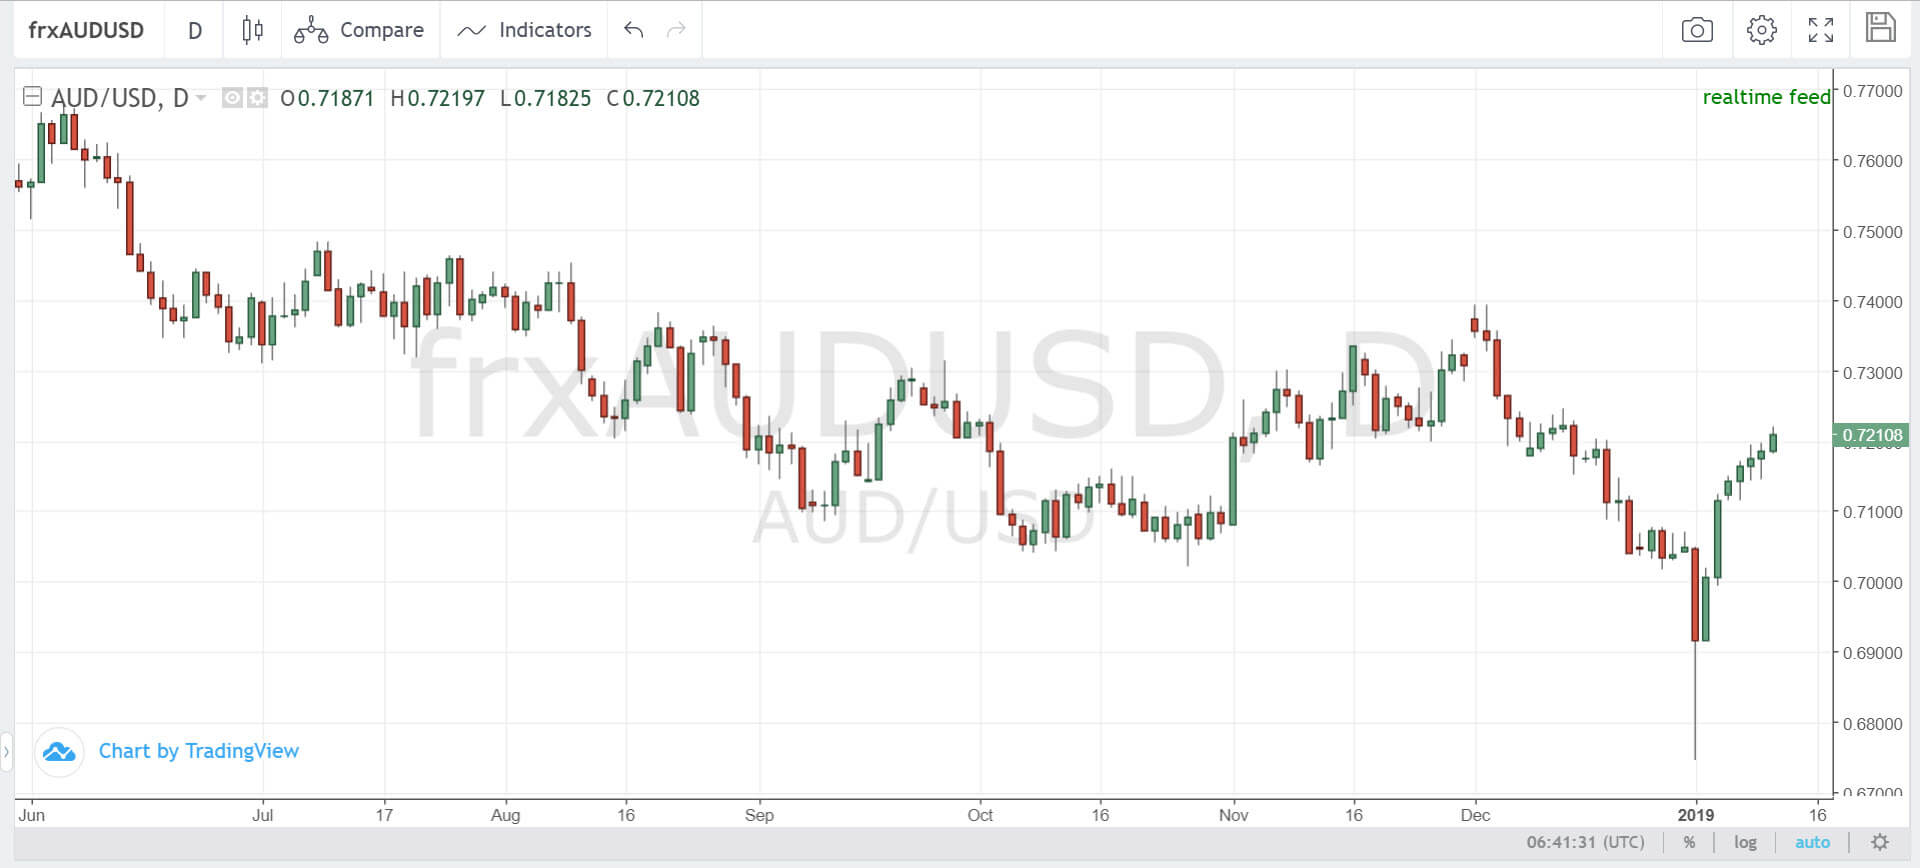 frxAUDUSD D Compare Indicators
AUD/USD, D O0.71871 H0.72197 L0.71825 C0.72108
realtime feed
0.77000
0.76000
0.75000
0.74000
0.73000
0.72108
0.71000
0.70000
0.69000
0.68000
0.67000
frxAUDUSD, D
AUD/USD
Chart by TradingView
Jun Jul 17 Aug 16 Sep Oct 16 Nov 16 Dec 2019 16
06:41:31 (UTC) % log auto